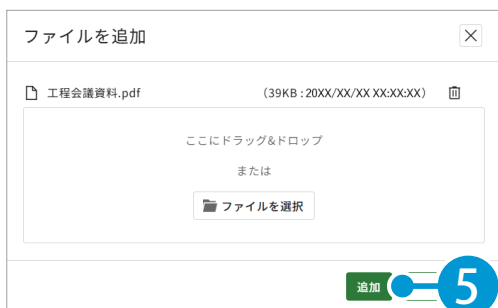 ファイルを追加
工程会議資料.pdf （39KB : 20XX/XX/XX XX:XX:XX）
ここにドラッグ&ドロップ
または
ファイルを選択
追加 5